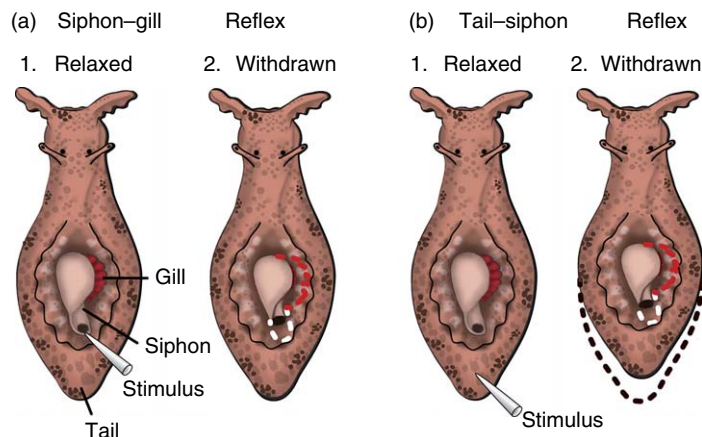 (a) Siphon–gill Reflex
1. Relaxed 2. Withdrawn
Gill
Siphon
Stimulus
Tail
(b) Tail–siphon Reflex
1. Relaxed 2. Withdrawn
Stimulus